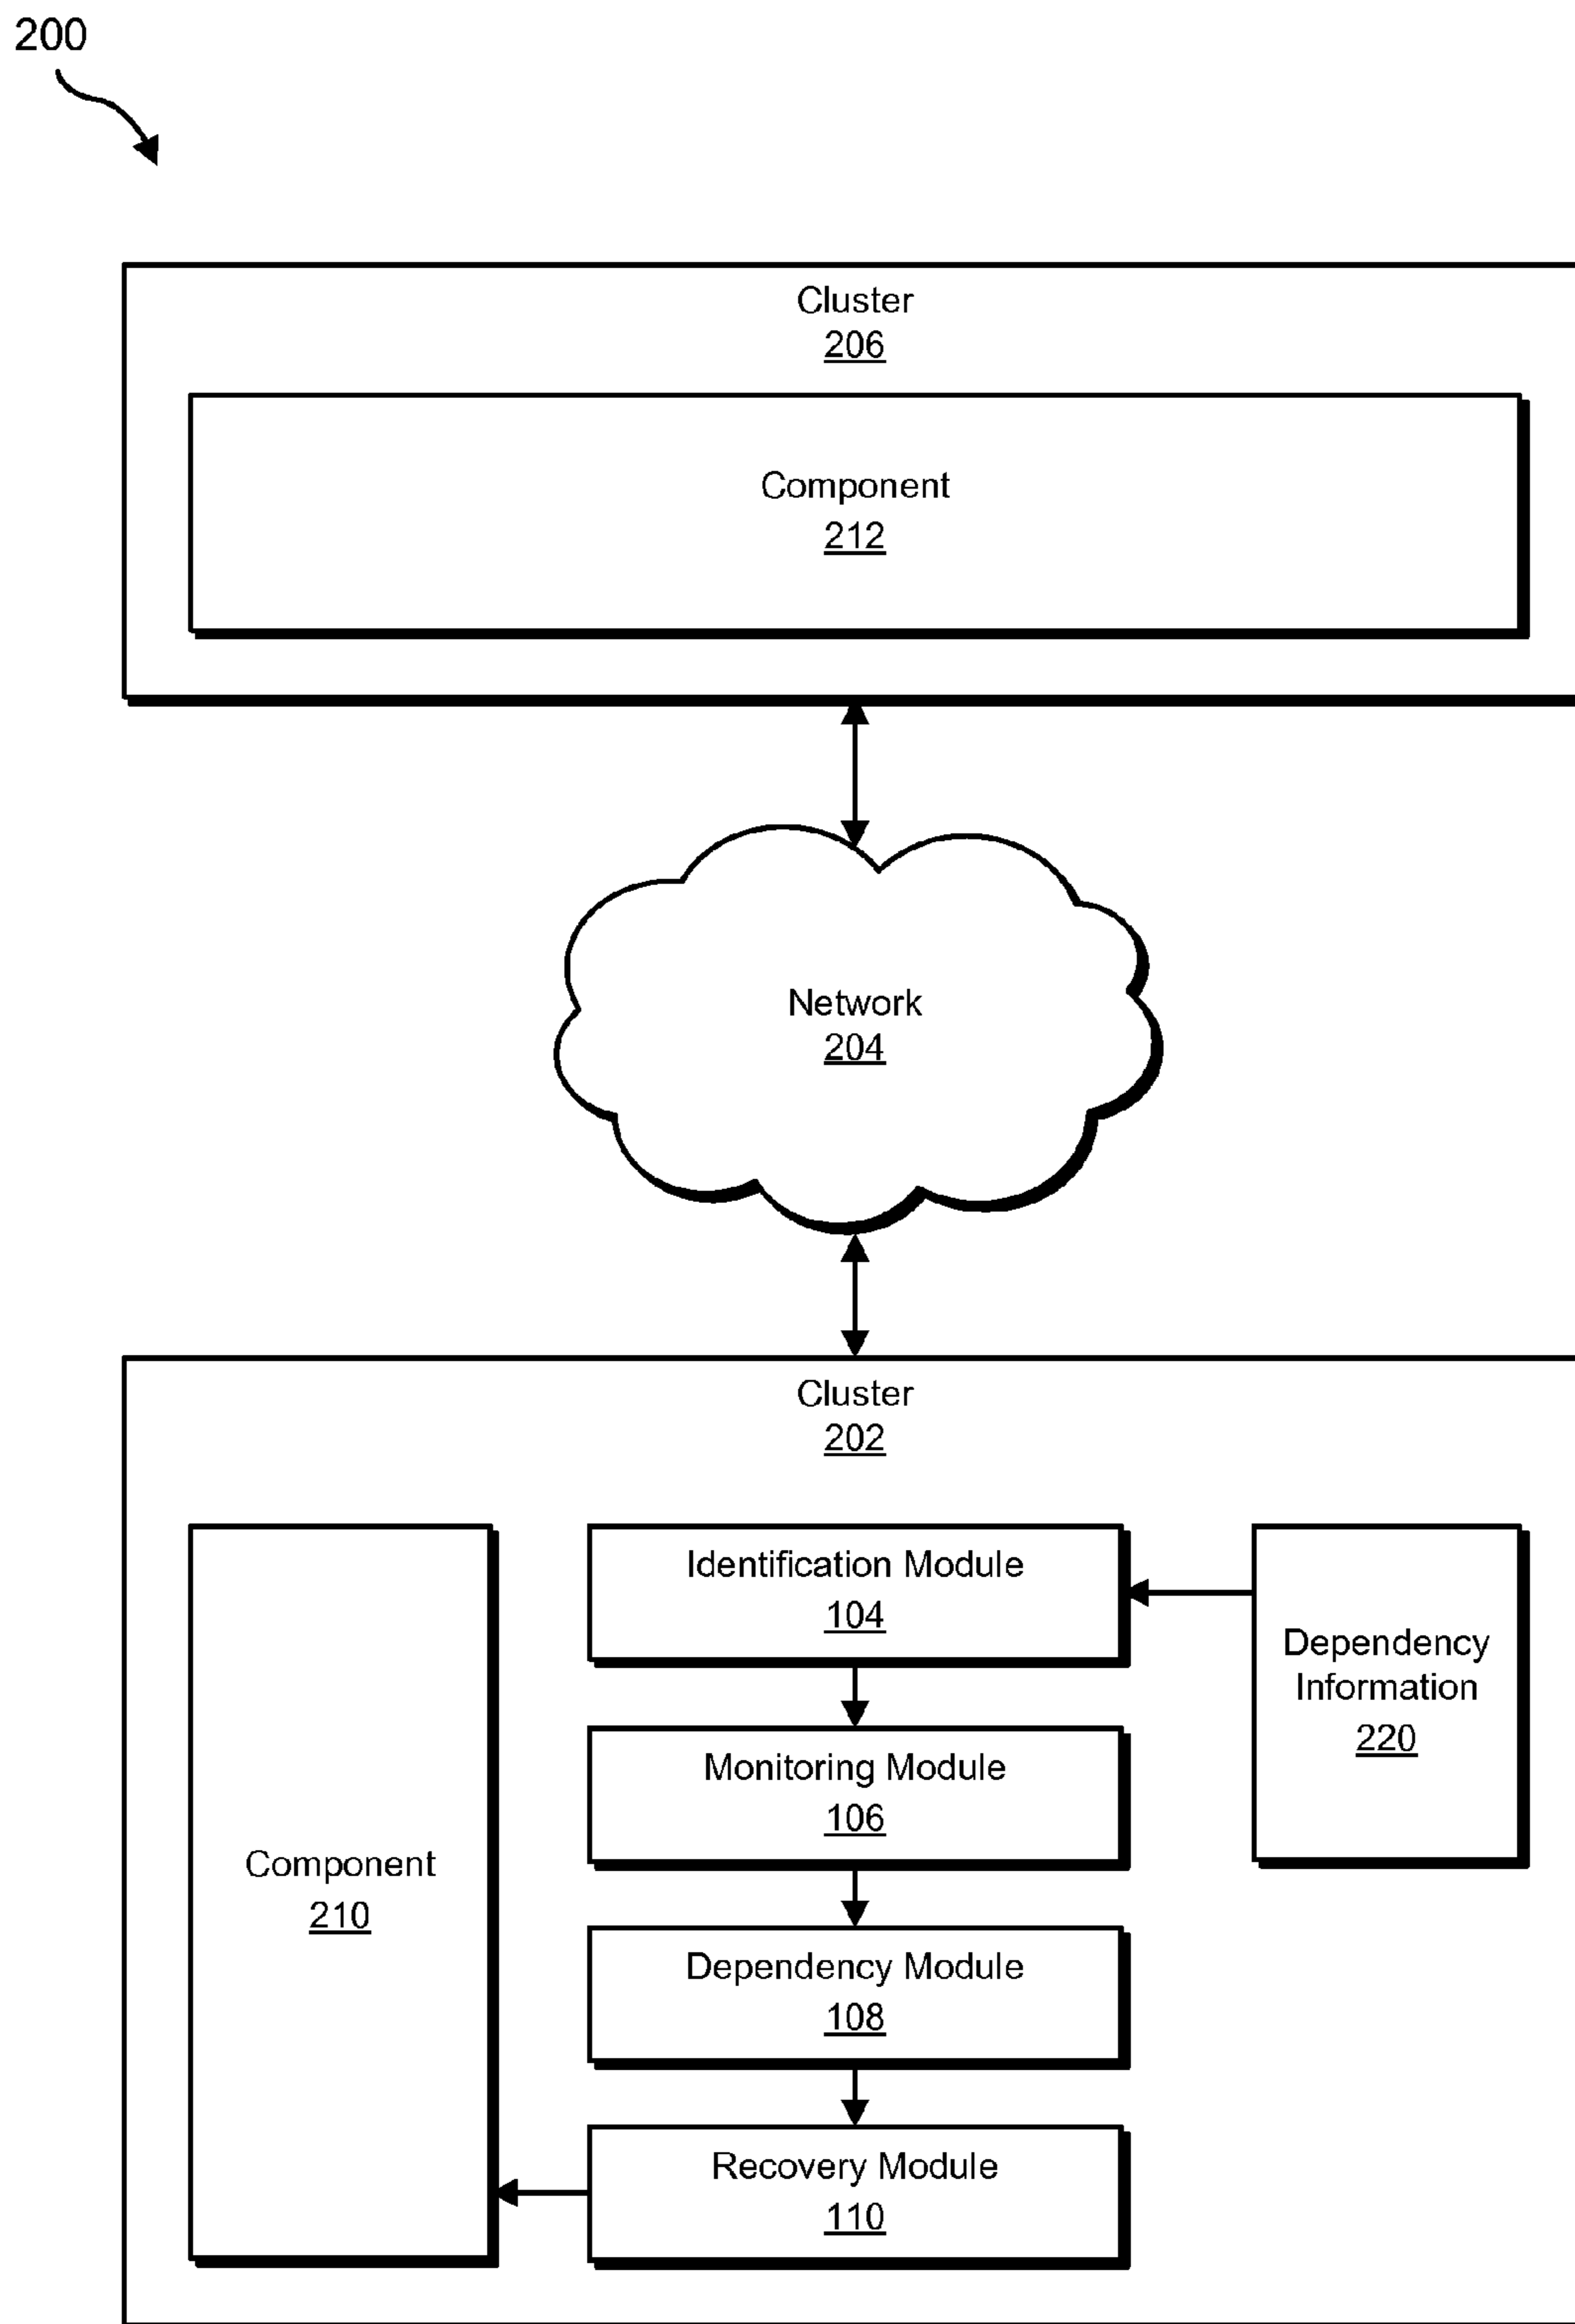 200
Cluster
206
Component
212
Network
204
Cluster
202
Identification Module
104
Dependency
Information
220
Monitoring Module
106
Component
210
Dependency Module
108
Recovery Module
110